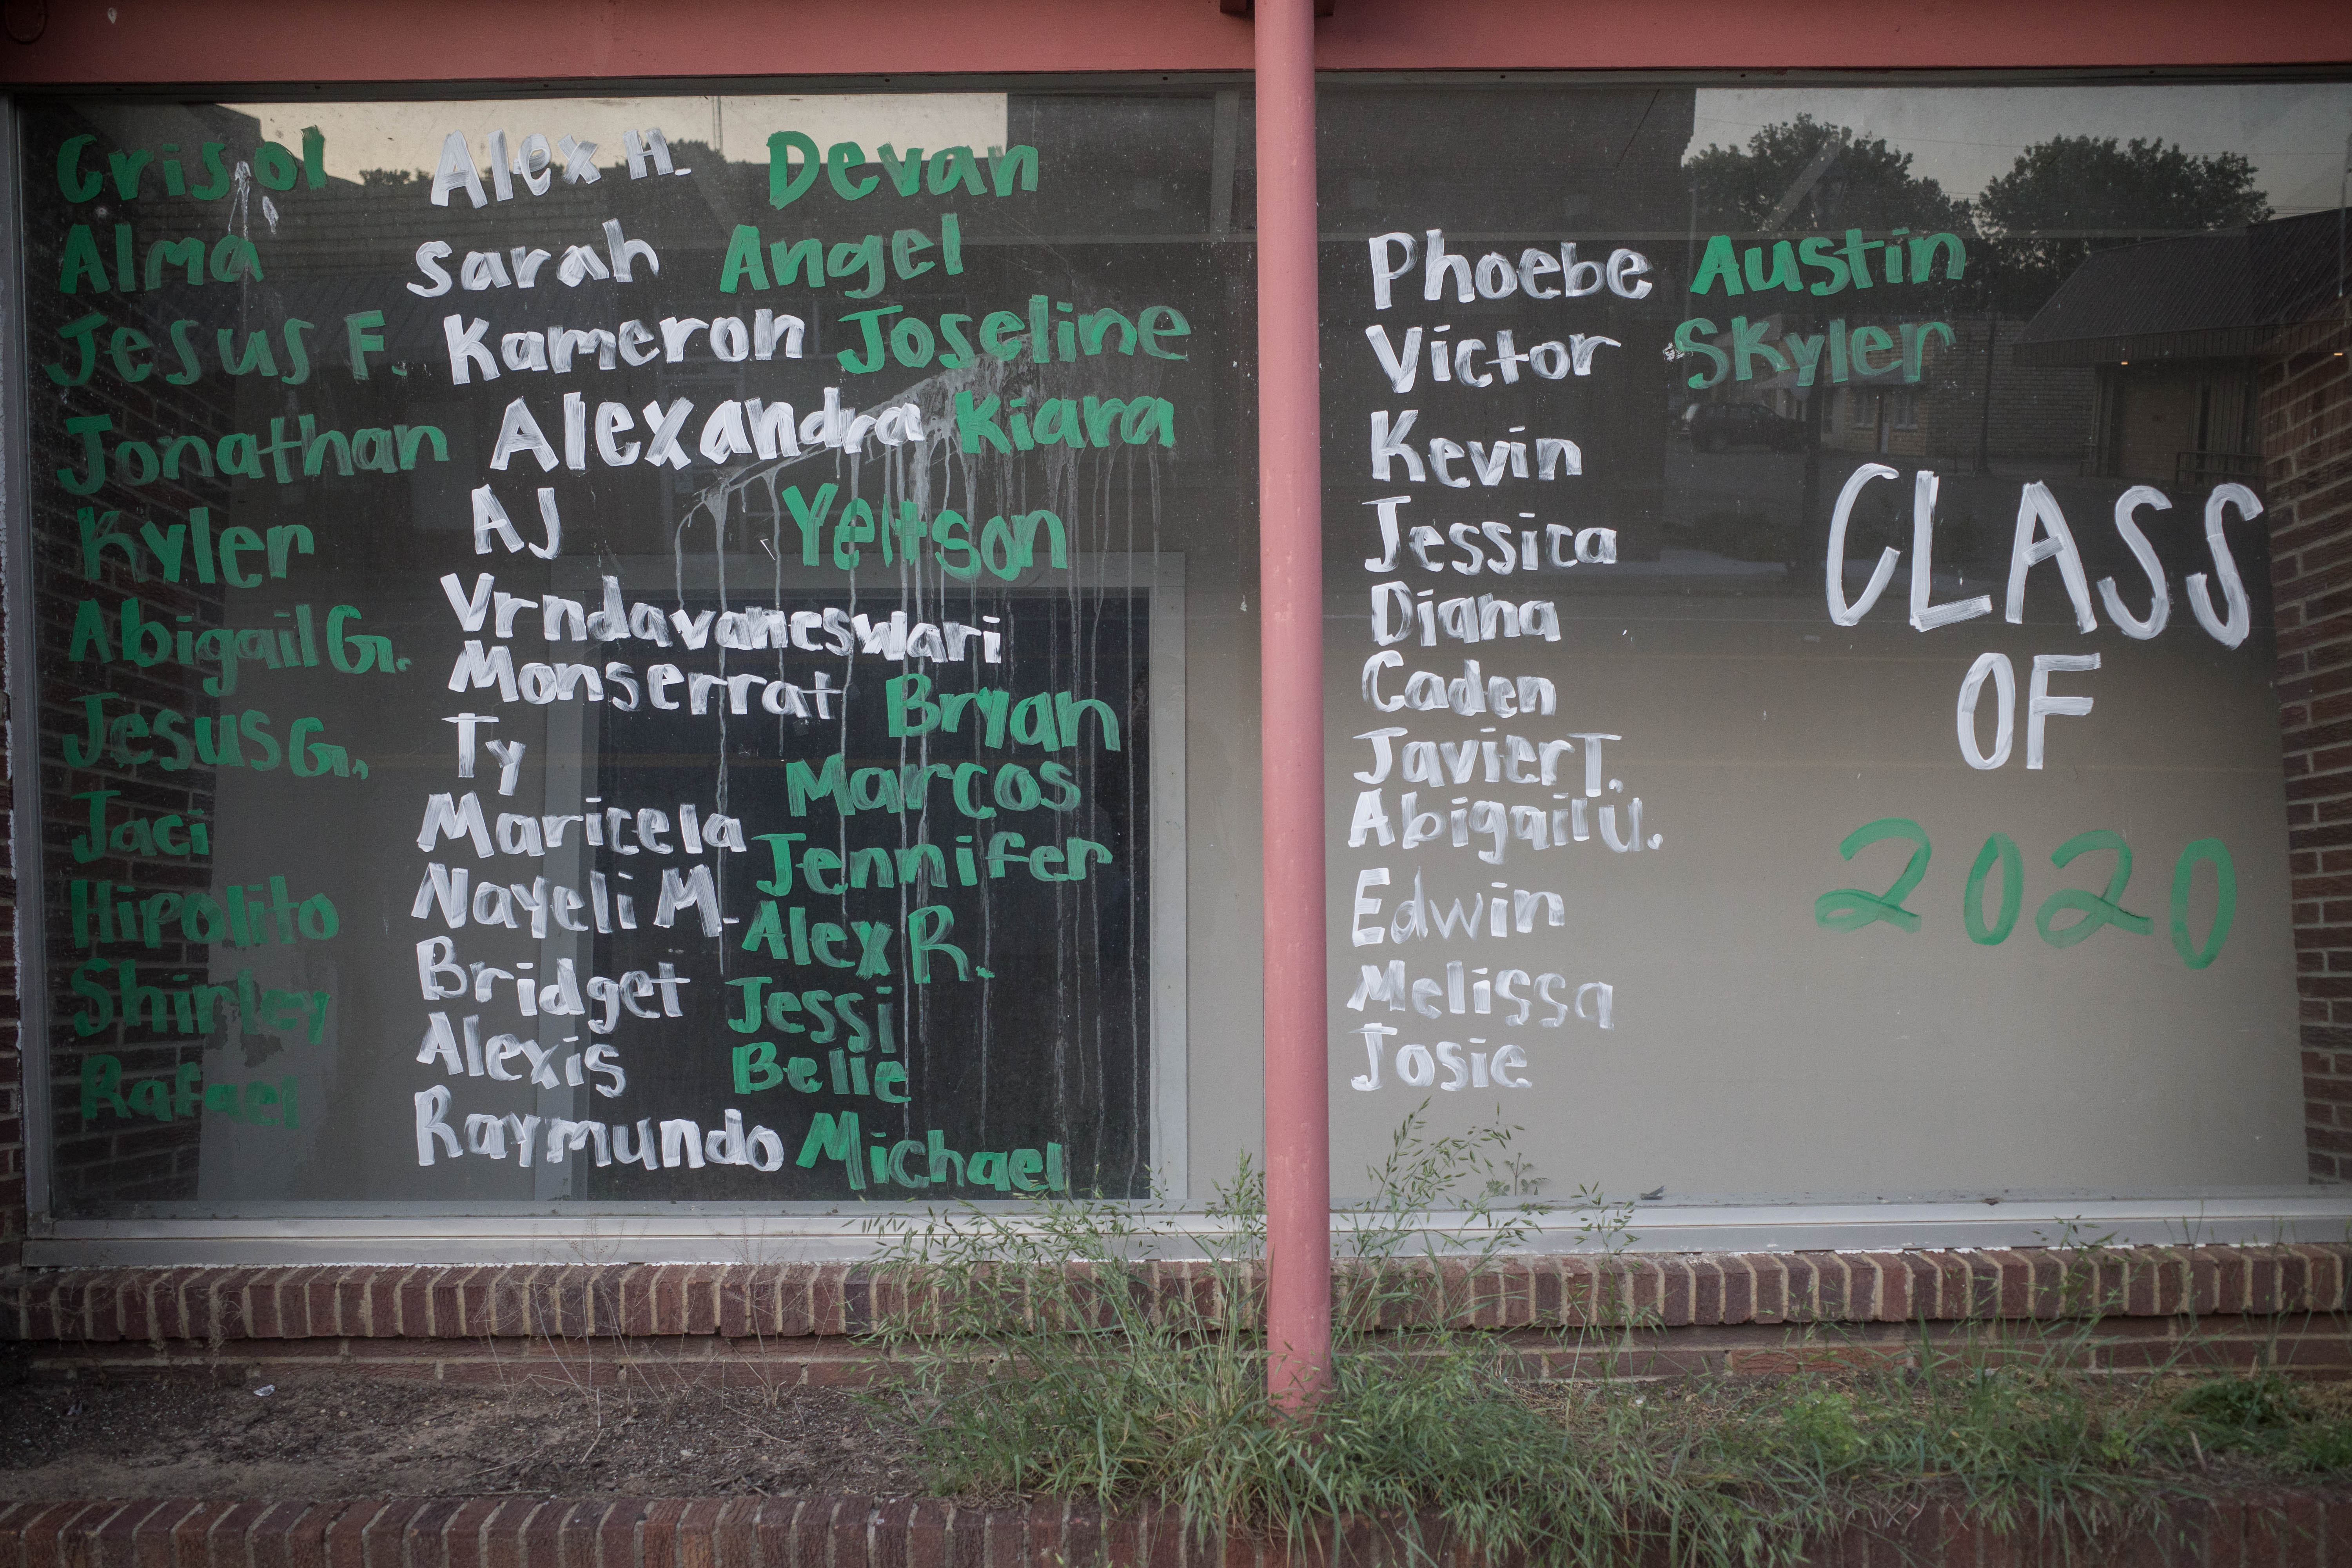 Crisol
Alma
Jesus F.
Jonathan
Kyler
Abigail G.
Jesus G.
Jaci
Hipolito
Shirley
Rafael
Alex H.
Sarah
Kameron
Alexandra
AJ
Vrndavaneswari
Monserrat
Ty
Maricela
Nayeli M.
Bridget
Alexis
Raymundo
Devan
Angel
Joseline
Kiara
Yeltson
Bryan
Marcos
Jennifer
Alex R.
Jessi
Belle
Michael
Phoebe
Victor
Kevin
Jessica
Diana
Caden
Javier T.
Abigail U.
Edwin
Melissa
Josie
Austin
Skyler
CLASS
OF
2020